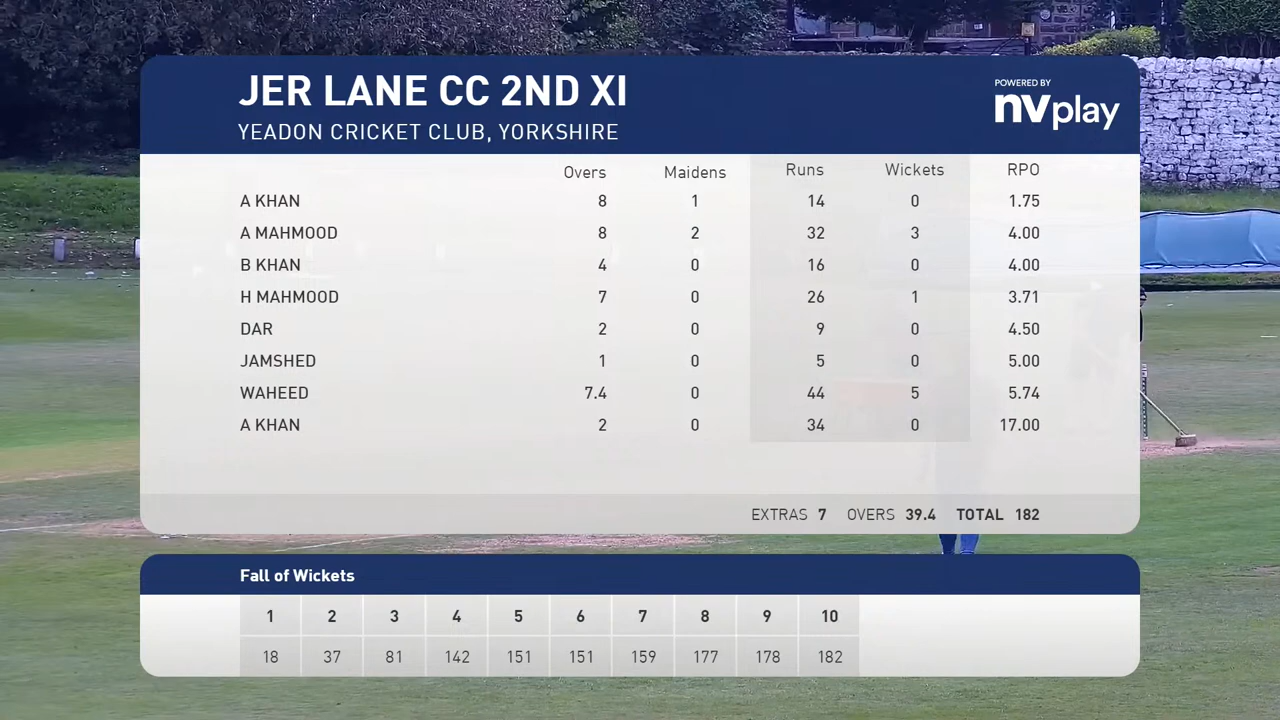 JER LANE CC 2ND XI
YEADON CRICKET CLUB, YORKSHIRE
POWERED BY
nvplay
Overs Maidens Runs Wickets RPO
A KHAN 8 1 14 0 1.75
A MAHMOOD 8 2 32 3 4.00
B KHAN 4 0 16 0 4.00
H MAHMOOD 7 0 26 1 3.71
DAR 2 0 9 0 4.50
JAMSHED 1 0 5 0 5.00
WAHEED 7.4 0 44 5 5.74
A KHAN 2 0 34 0 17.00
EXTRAS 7 OVERS 39.4 TOTAL 182
Fall of Wickets
1 2 3 4 5 6 7 8 9 10
18 37 81 142 151 151 159 177 178 182